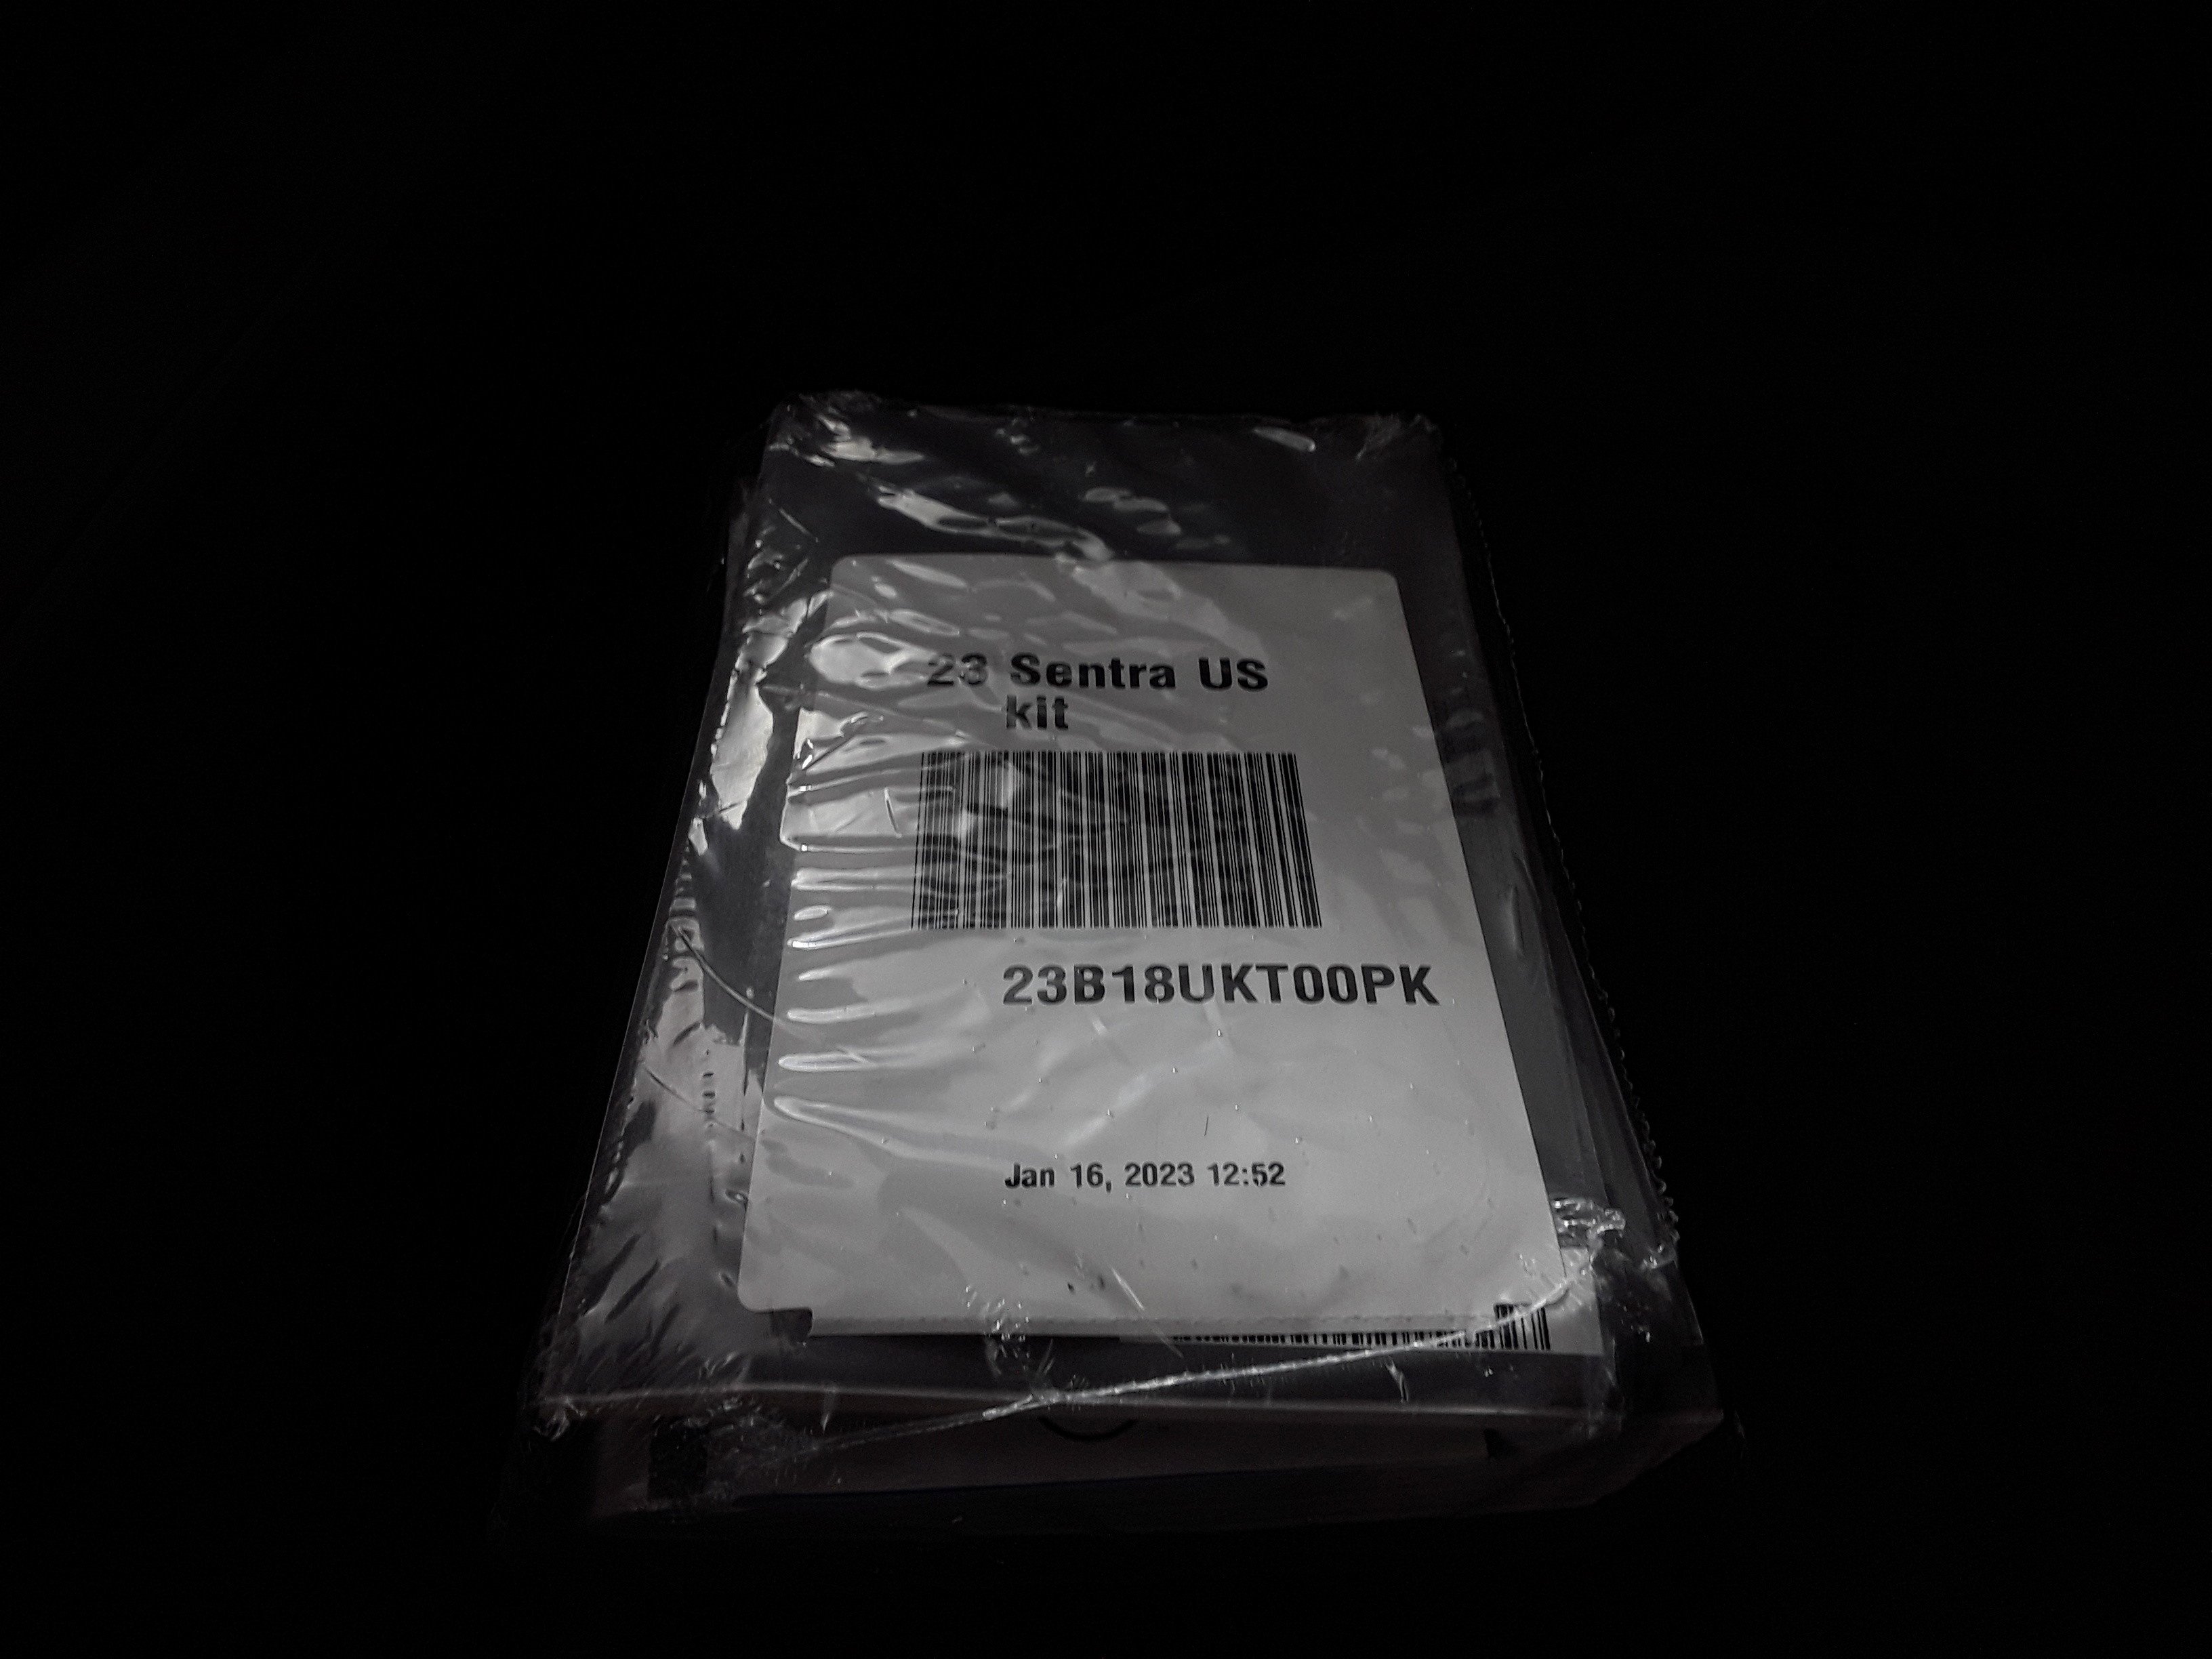 23 Sentra US
kit
23B18UKT00PK
Jan 16, 2023 12:52